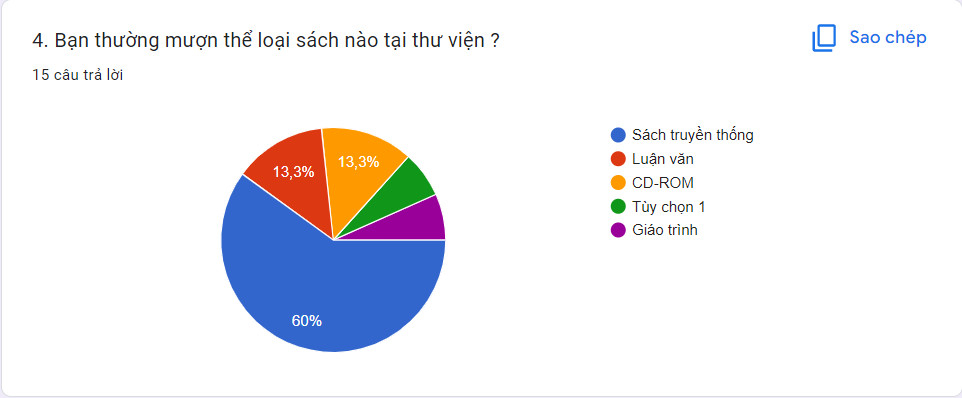 4. Bạn thường mượn thể loại sách nào tại thư viện ?
Sao chép
15 câu trả lời
Sách truyền thống
Luận văn
CD-ROM
Tùy chọn 1
Giáo trình
13,3%
13,3%
60%